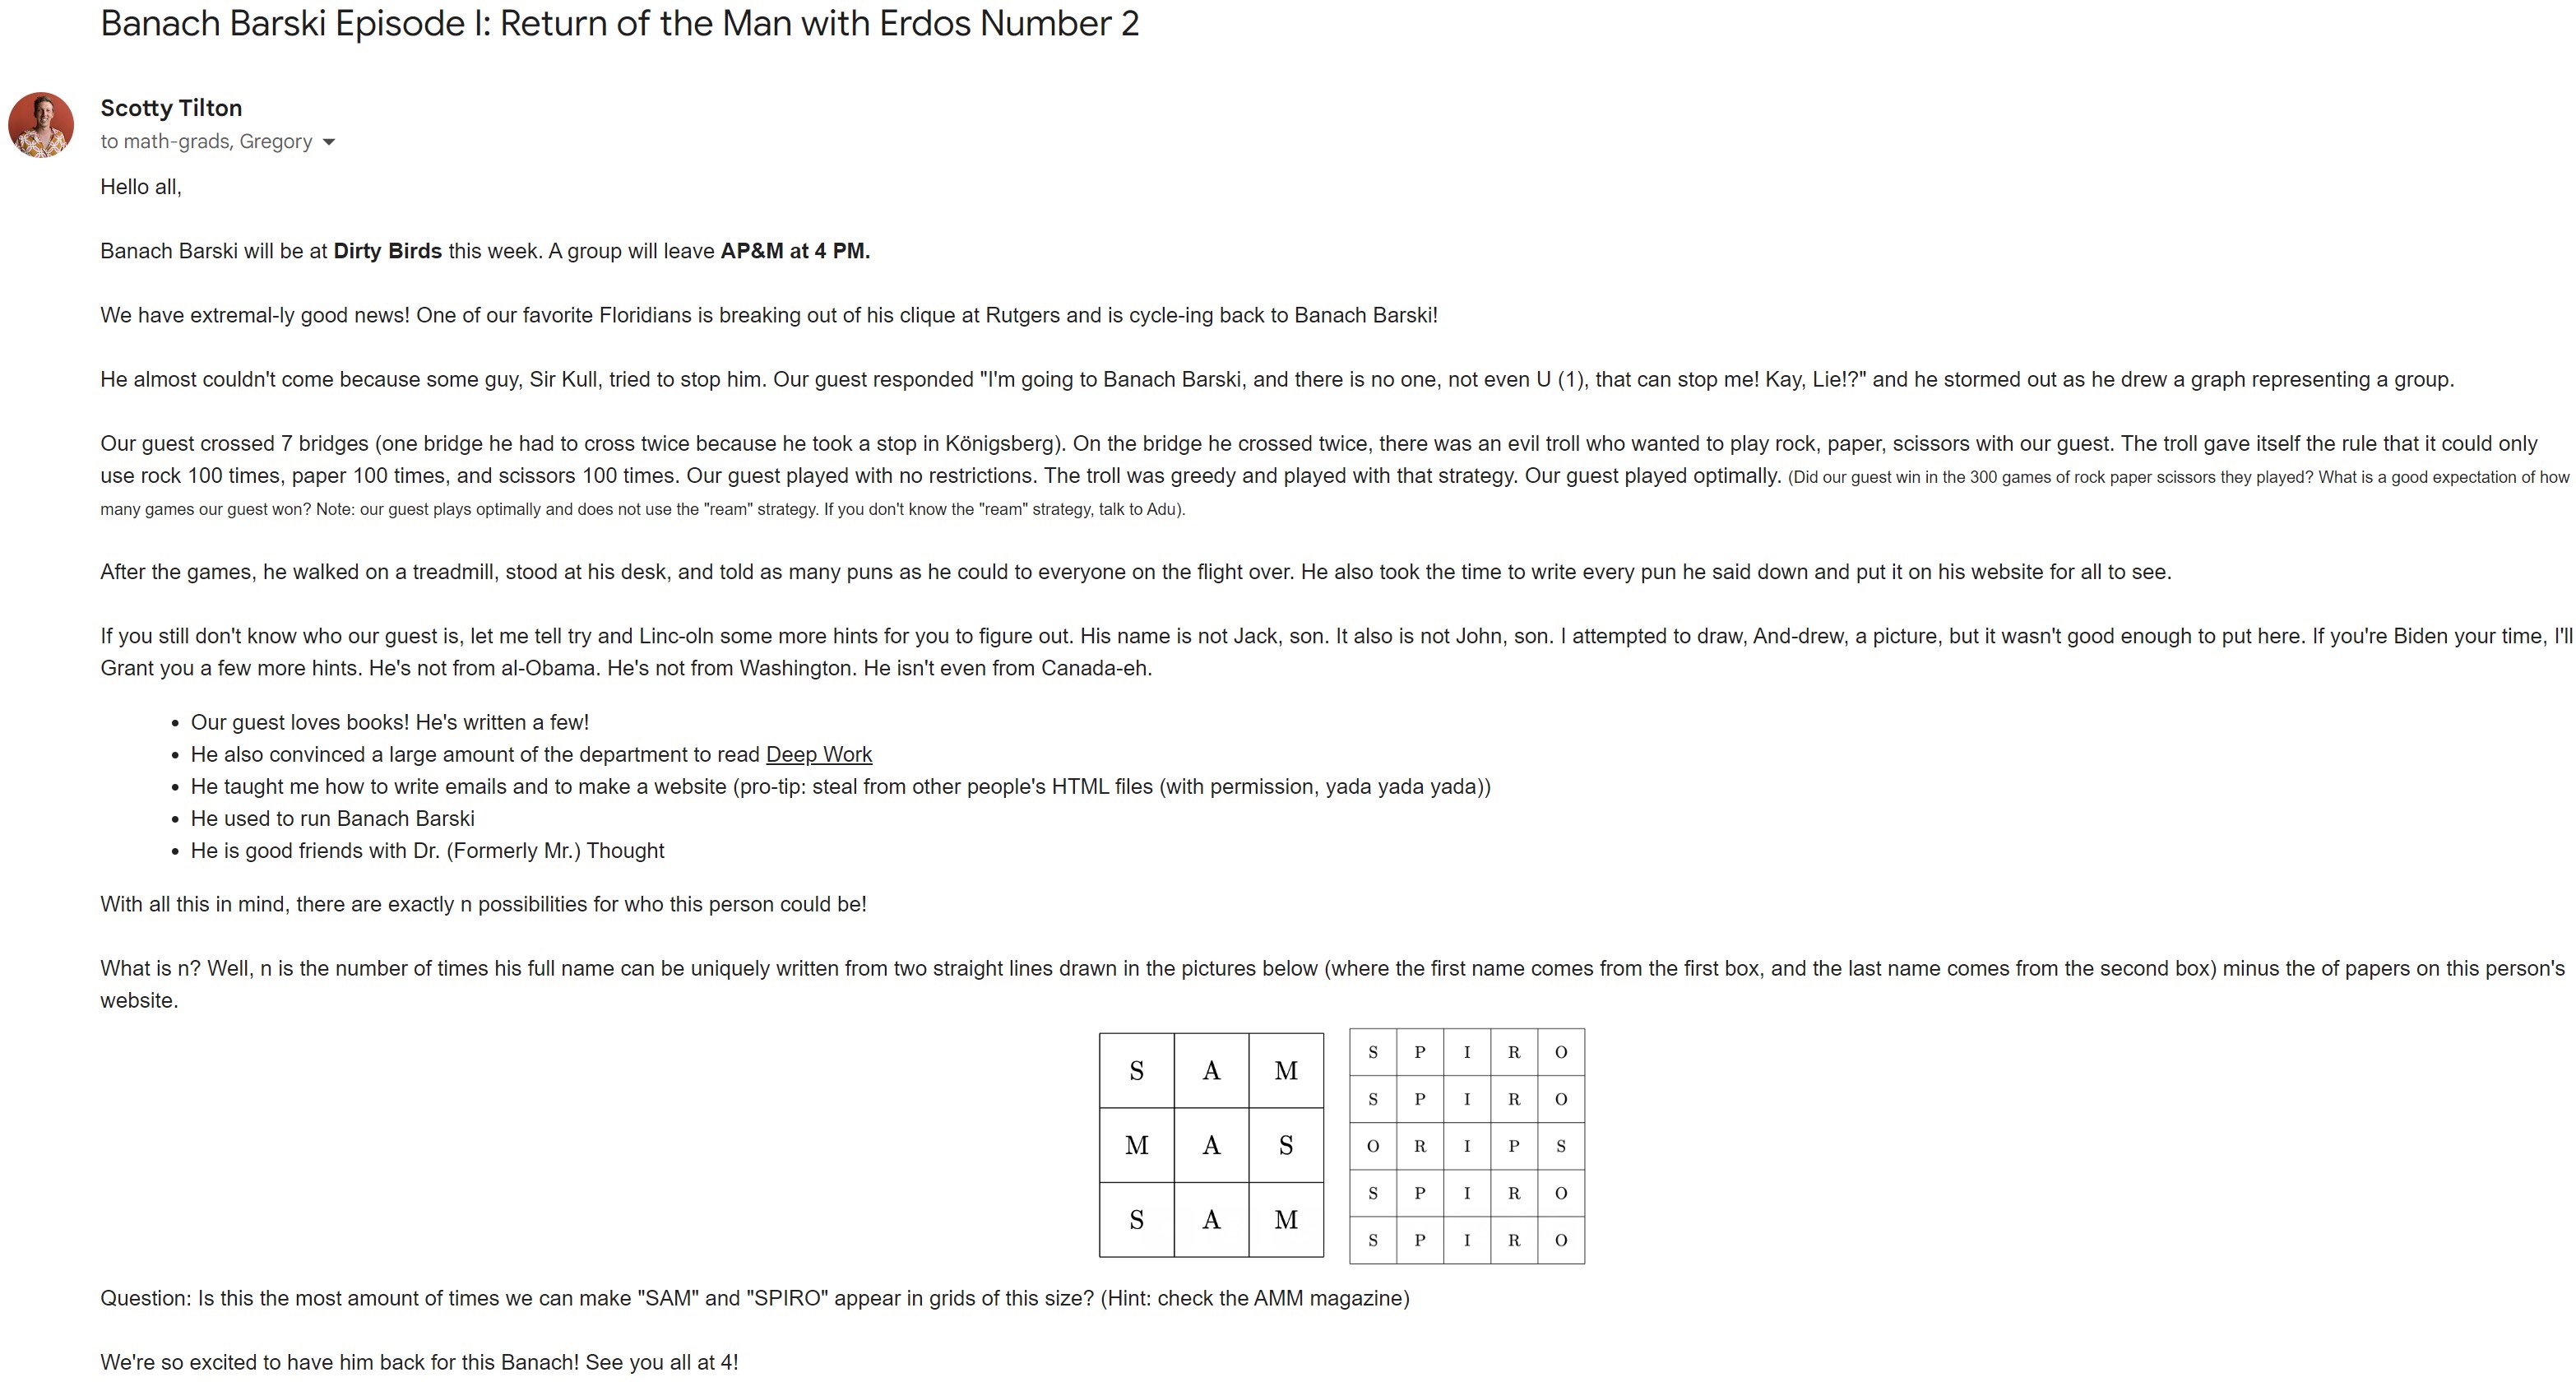 Banach Barski Episode I: Return of the Man with Erdos Number 2
Scotty Tilton
to math-grads, Gregory
Hello all,
Banach Barski will be at Dirty Birds this week. A group will leave AP&M at 4 PM.
We have extremal-ly good news! One of our favorite Floridians is breaking out of his clique at Rutgers and is cycle-ing back to Banach Barski!
He almost couldn't come because some guy, Sir Kull, tried to stop him. Our guest responded "I'm going to Banach Barski, and there is no one, not even U (1), that can stop me! Kay, Lie!?" and he stormed out as he drew a graph representing a group.
Our guest crossed 7 bridges (one bridge he had to cross twice because he took a stop in Königsberg). On the bridge he crossed twice, there was an evil troll who wanted to play rock, paper, scissors with our guest. The troll gave itself the rule that it could only
use rock 100 times, paper 100 times, and scissors 100 times. Our guest played with no restrictions. The troll was greedy and played with that strategy. Our guest played optimally. (Did our guest win in the 300 games of rock paper scissors they played? What is a good expectation of how
many games our guest won? Note: our guest plays optimally and does not use the "ream" strategy. If you don't know the "ream" strategy, talk to Adu).
After the games, he walked on a treadmill, stood at his desk, and told as many puns as he could to everyone on the flight over. He also took the time to write every pun he said down and put it on his website for all to see.
If you still don't know who our guest is, let me tell try and Linc-oln some more hints for you to figure out. His name is not Jack, son. It also is not John, son. I attempted to draw, And-drew, a picture, but it wasn't good enough to put here. If you're Biden your time, I'll
Grant you a few more hints. He's not from al-Obama. He's not from Washington. He isn't even from Canada-eh.
• Our guest loves books! He's written a few!
• He also convinced a large amount of the department to read Deep Work
• He taught me how to write emails and to make a website (pro-tip: steal from other people's HTML files (with permission, yada yada yada))
• He used to run Banach Barski
• He is good friends with Dr. (Formerly Mr.) Thought
With all this in mind, there are exactly n possibilities for who this person could be!
What is n? Well, n is the number of times his full name can be uniquely written from two straight lines drawn in the pictures below (where the first name comes from the first box, and the last name comes from the second box) minus the of papers on this person's
website.
S A M
M A S
S A M
S P I R O
S P I R O
O R I P S
S P I R O
S P I R O
Question: Is this the most amount of times we can make "SAM" and "SPIRO" appear in grids of this size? (Hint: check the AMM magazine)
We're so excited to have him back for this Banach! See you all at 4!